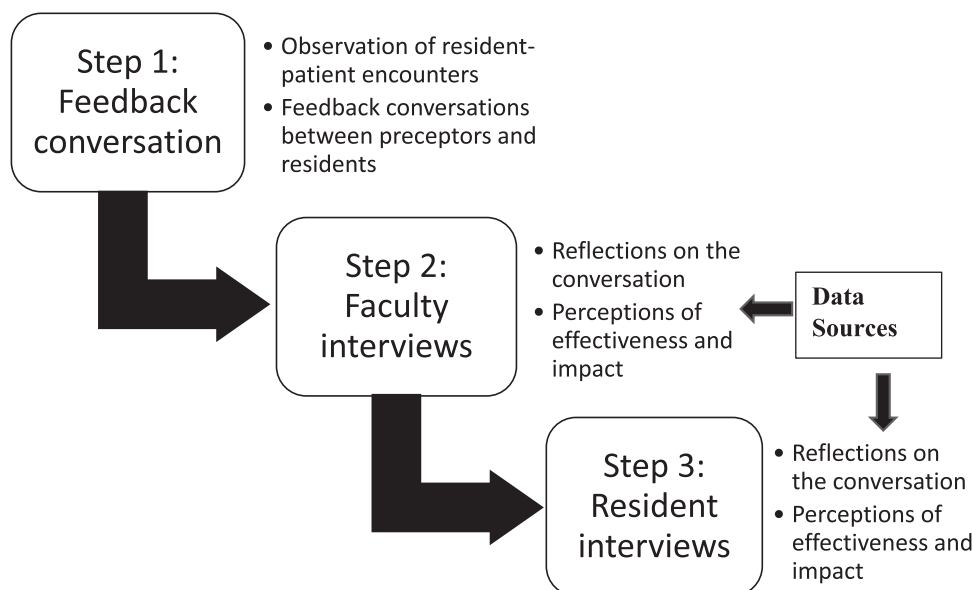 Step 1:
Feedback
conversation
• Observation of resident-
patient encounters
• Feedback conversations
between preceptors and
residents
Step 2:
Faculty
interviews
• Reflections on the
conversation
• Perceptions of
effectiveness and
impact
Data
Sources
Step 3:
Resident
interviews
• Reflections on
the conversation
• Perceptions of
effectiveness and
impact